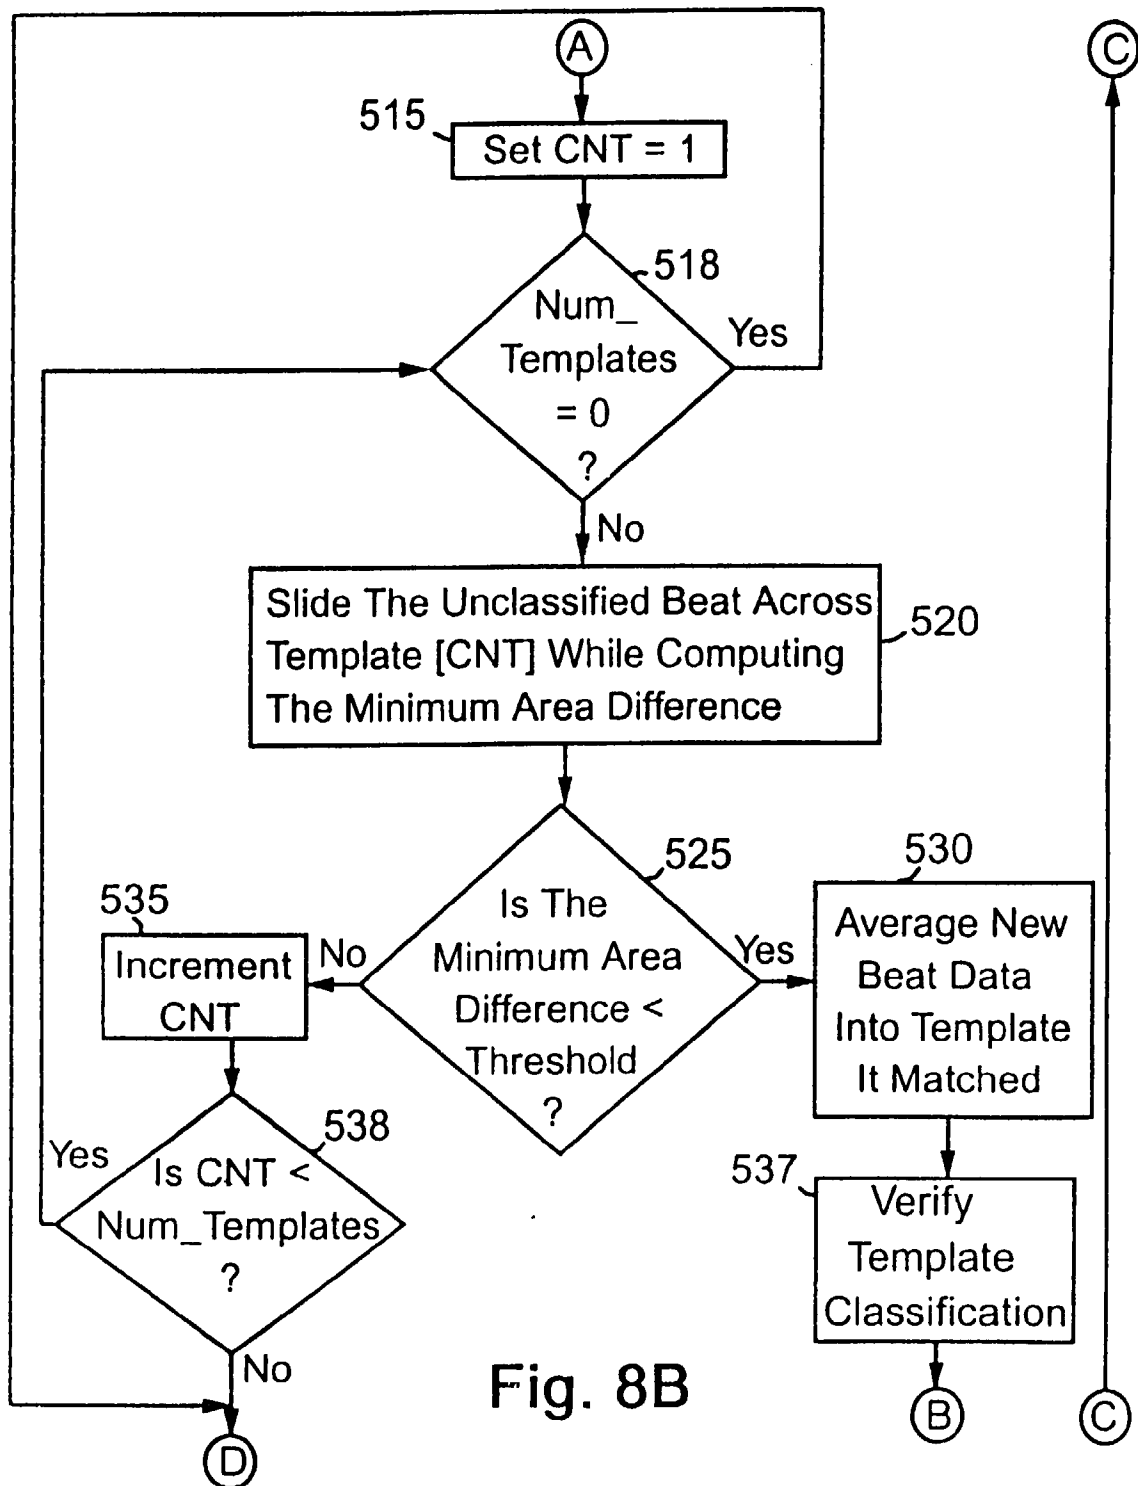 A
C
515
Set CNT = 1
518
Num_
Templates
= 0
?
Yes
No
Slide The Unclassified Beat Across
Template [CNT] While Computing
The Minimum Area Difference
520
525
Is The
Minimum Area
Difference <
Threshold
?
No
Yes
530
Average New
Beat Data
Into Template
It Matched
535
Increment
CNT
538
Is CNT <
Num_Templates
?
Yes
No
537
Verify
Template
Classification
Fig. 8B
B
C
D